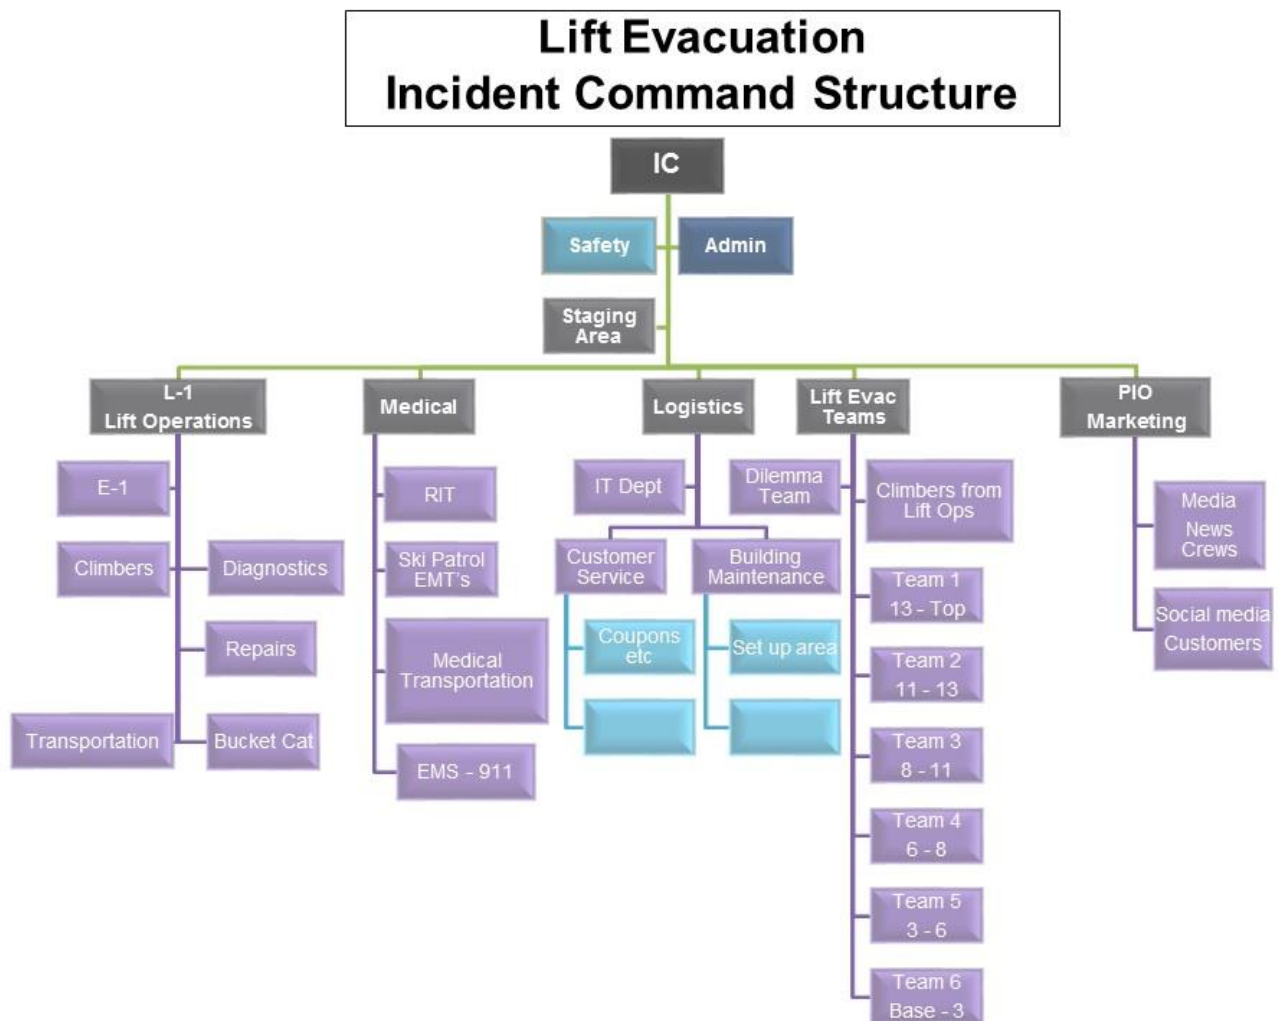 Lift Evacuation
Incident Command Structure
IC
Safety
Admin
Staging
Area
L-1
Lift Operations
Medical
Logistics
Lift Evac
Teams
PIO
Marketing
E-1
Climbers
Diagnostics
Repairs
Transportation
Bucket Cat
RIT
Ski Patrol
EMT's
Medical
Transportation
EMS - 911
IT Dept
Customer
Service
Building
Maintenance
Coupons
etc
Set up area
Dilemma
Team
Climbers from
Lift Ops
Team 1
13 - Top
Team 2
11 - 13
Team 3
8 - 11
Team 4
6 - 8
Team 5
3 - 6
Team 6
Base - 3
Media
News
Crews
Social media
Customers